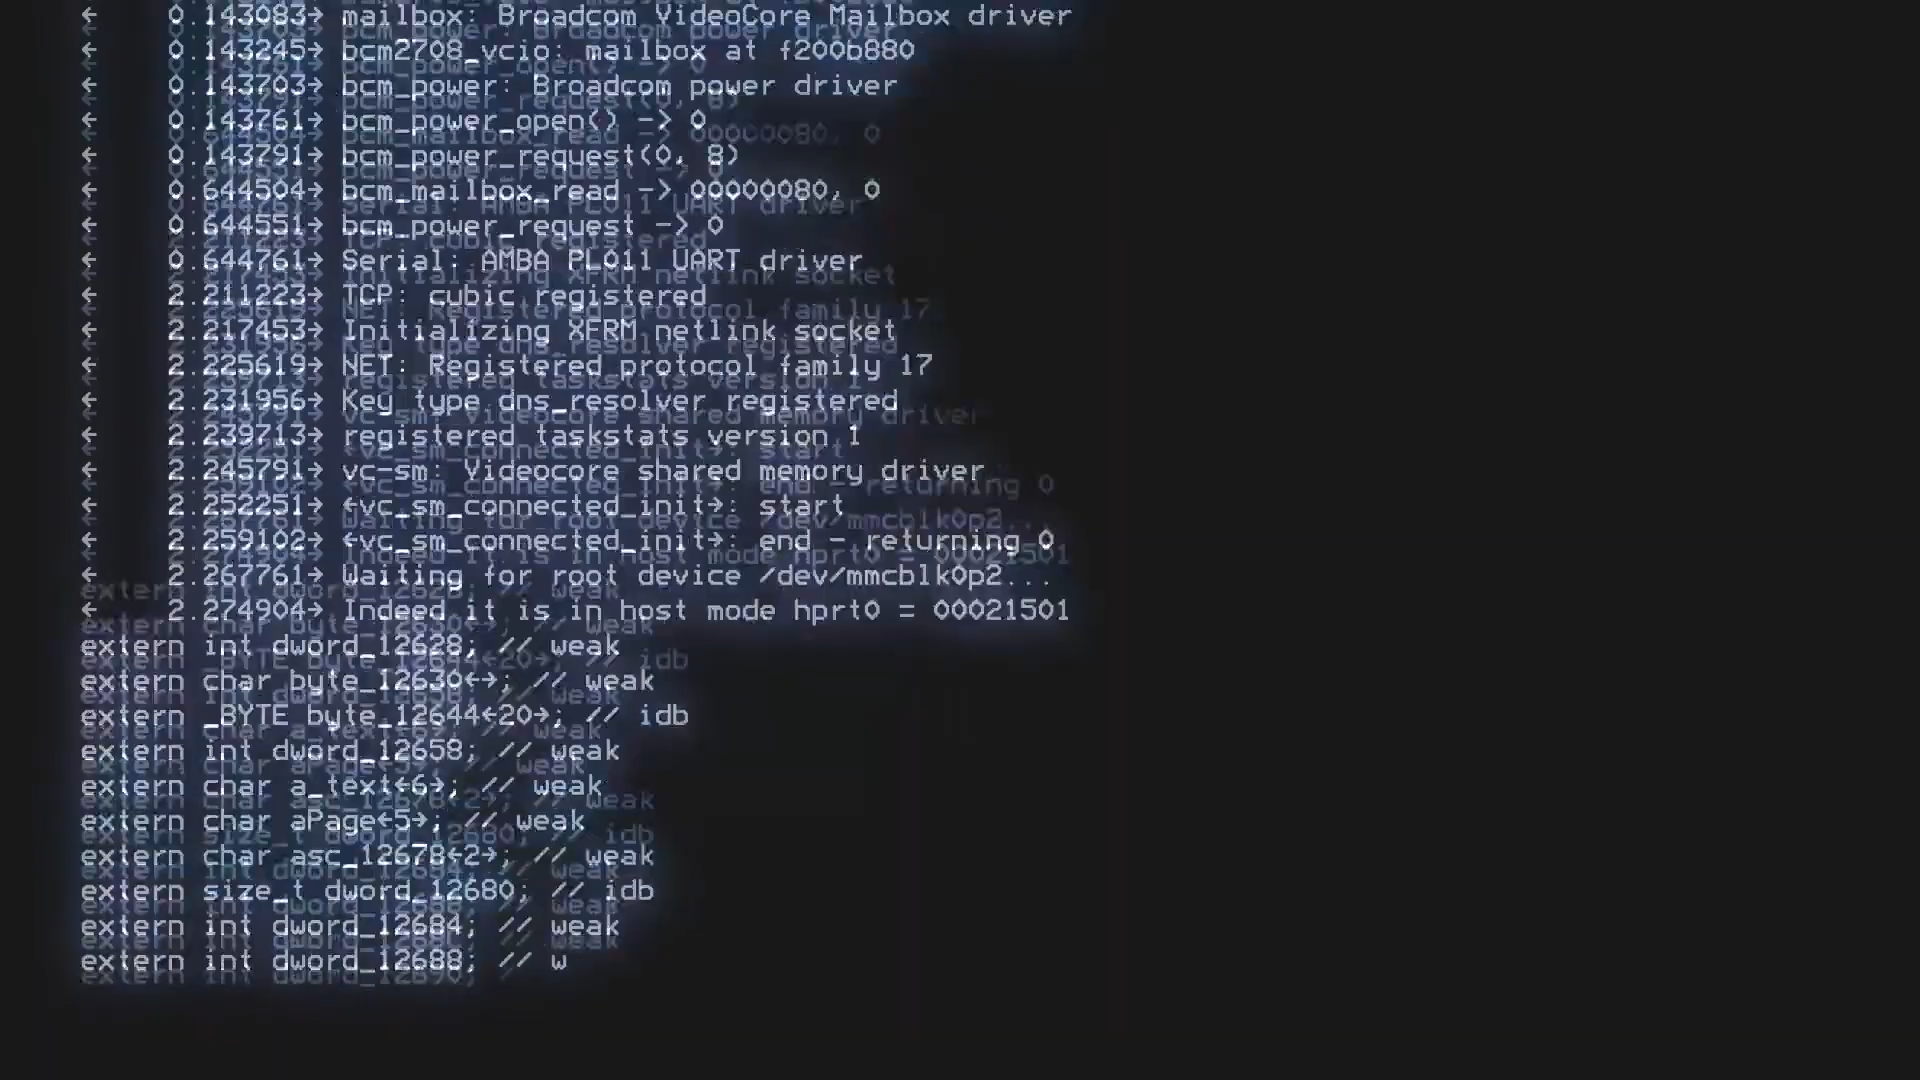 ← 0.143083→ mailbox: Broadcom VideoCore Mailbox driver
← 0.143245→ bcm2708_vcio: mailbox at f200b880
← 0.143703→ bcm_power: Broadcom power driver
← 0.143761→ bcm_power_open() -> 0
← 0.143791→ bcm_power_request(0, 8)
← 0.644504→ bcm_mailbox_read -> 00000080, 0
← 0.644551→ bcm_power_request -> 0
← 0.644761→ Serial: AMBA PL011 UART driver
← 2.211223→ TCP: cubic registered
← 2.217453→ Initializing XFRM netlink socket
← 2.225619→ NET: Registered protocol family 17
← 2.231956→ Key type dns_resolver registered
← 2.239713→ registered taskstats version 1
← 2.245791→ vc-sm: Videocore shared memory driver
← 2.252251→ ←vc_sm_connected_init→: start
← 2.259102→ ←vc_sm_connected_init→: end - returning 0
← 2.267761→ Waiting for root device /dev/mmcblk0p2...
← 2.274904→ Indeed it is in host mode hprt0 = 00021501
extern int dword_12628; // weak
extern char byte_12630←→; // weak
extern _BYTE byte_12644←20→; // idb
extern int dword_12658; // weak
extern char a_text←6→; // weak
extern char aPage←5→; // weak
extern char asc_12678←2→; // weak
extern size_t dword_12680; // idb
extern int dword_12684; // weak
extern int dword_12688; // w